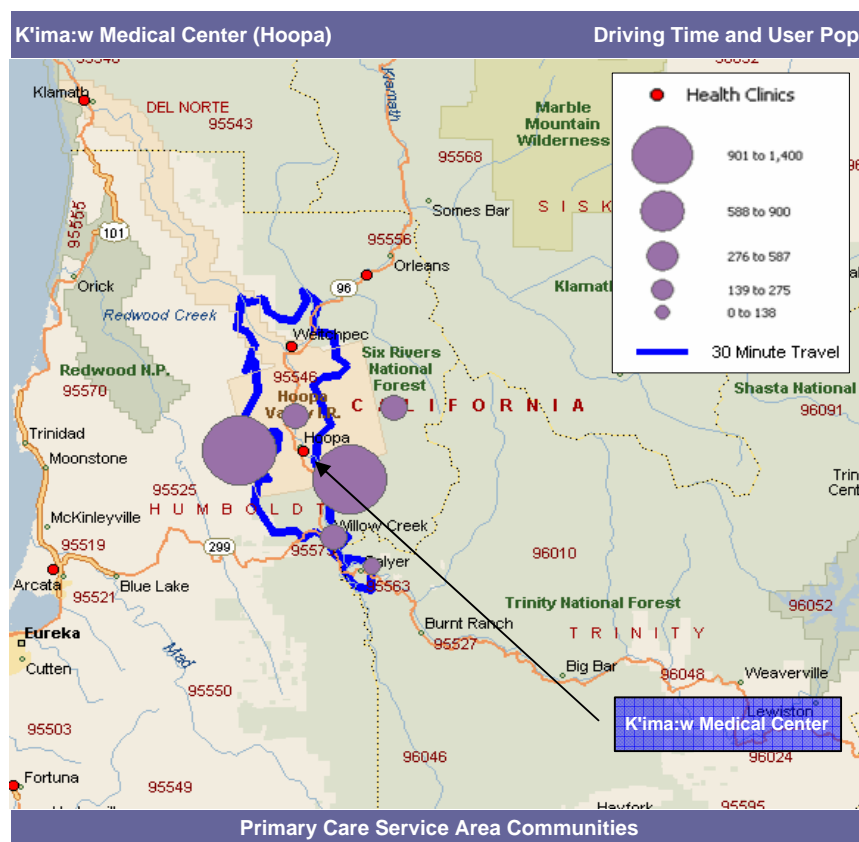 K'ima:w Medical Center (Hoopa)
Driving Time and User Pop
Health Clinics
901 to 1,400
588 to 900
276 to 587
139 to 275
0 to 138
30 Minute Travel
Klamath
DEL NORTE
95543
Klamath
Marble
Mountain
Wilderness
95568
Somes Bar
S I S K
95555
101
95556
Orleans
96
Orick
Redwood Creek
Klamath
Weitchpec
Redwood N.P.
95570
95546
Six Rivers
National
Forest
Hoopa
Valley I.R.
C A L I F O R N I A
Shasta National
96091
Trinidad
Moonstone
Hoopa
Trin
Cent
95525
H U M B O L D T
McKinleyville
Willow Creek
299
95519
Arcata
95521
Blue Lake
Salyer
95563
96010
96052
Trinity National Forest
Burnt Ranch
95527
T R I N I T Y
Eureka
Cutten
Mad
Big Bar
96048
Weaverville
95550
Lewiston
K'ima:w Medical Center
95503
96046
96024
Fortuna
95549
Hayfork
95595
Primary Care Service Area Communities